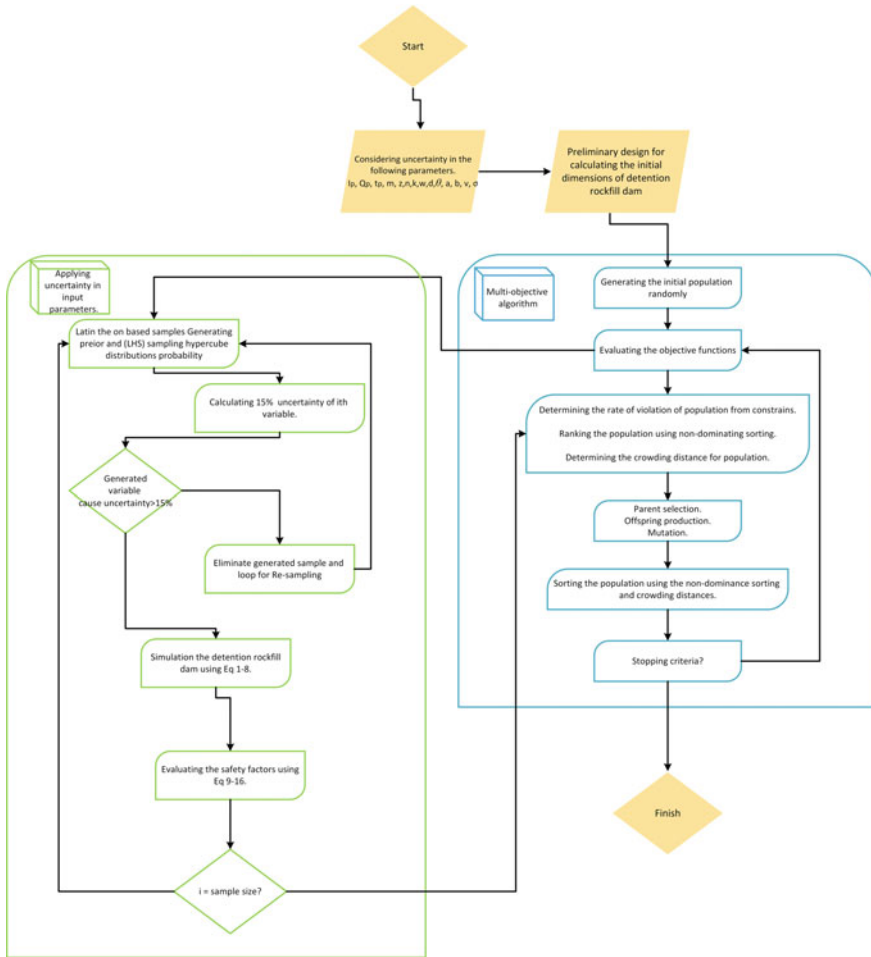 Start
Considering uncertainty in the
following parameters.
Ip, Qp, tp, m, z,n,k,w,d,θ̄, a, b, v, σ
Preliminary design for
calculating the initial
dimensions of detention
rockfill dam
Applying
uncertainty in
input
parameters.
Latin the on based samples Generating
preior and (LHS) sampling hypercube
distributions probability
Calculating 15% uncertainty of ith
variable.
Generated
variable
cause uncertainty>15%
Eliminate generated sample and
loop for Re-sampling
Simulation the detention rockfill
dam using Eq 1-8.
Evaluating the safety factors using
Eq 9-16.
i = sample size?
Multi-objective
algorithm
Generating the initial population
randomly
Evaluating the objective functions
Determining the rate of violation of population from constrains.
Ranking the population using non-dominating sorting.
Determining the crowding distance for population.
Parent selection.
Offspring production.
Mutation.
Sorting the population using the non-dominance sorting
and crowding distances.
Stopping criteria?
Finish